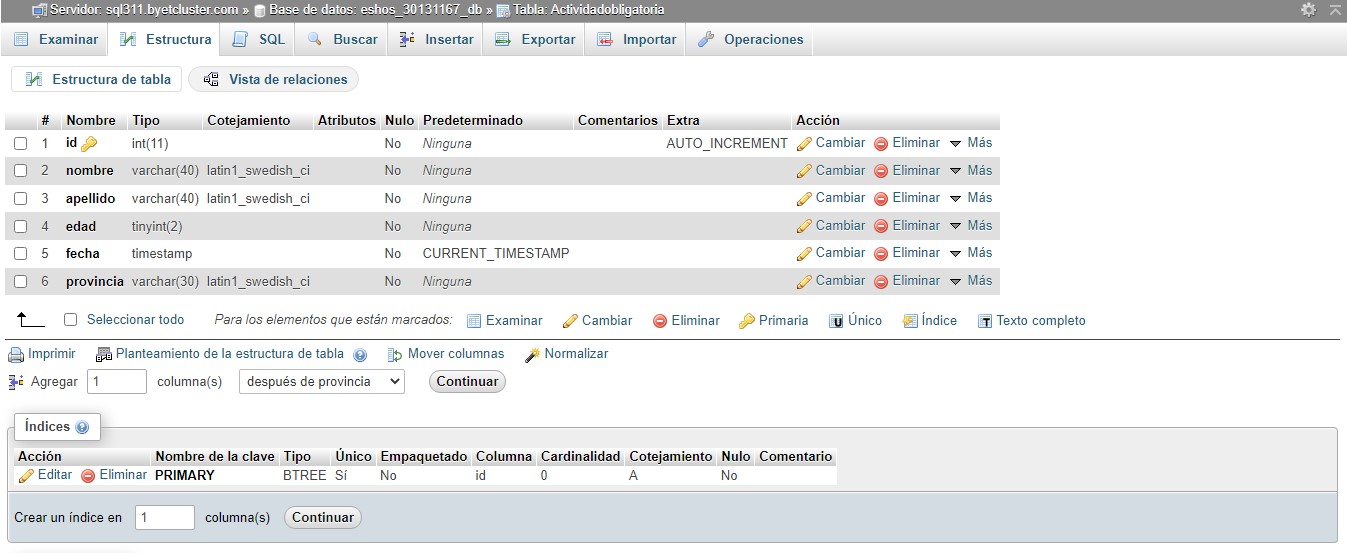 Servidor: sql311.byetcluster.com » Base de datos: eshos_30131167_db » Tabla: Actividadobligatoria
Examinar Estructura SQL Buscar Insertar Exportar Importar Operaciones
Estructura de tabla Vista de relaciones
# Nombre Tipo Cotejamiento Atributos Nulo Predeterminado Comentarios Extra Acción
1 id int(11) No Ninguna AUTO_INCREMENT Cambiar Eliminar Más
2 nombre varchar(40) latin1_swedish_ci No Ninguna Cambiar Eliminar Más
3 apellido varchar(40) latin1_swedish_ci No Ninguna Cambiar Eliminar Más
4 edad tinyint(2) No Ninguna Cambiar Eliminar Más
5 fecha timestamp No CURRENT_TIMESTAMP Cambiar Eliminar Más
6 provincia varchar(30) latin1_swedish_ci No Ninguna Cambiar Eliminar Más
Seleccionar todo Para los elementos que están marcados: Examinar Cambiar Eliminar Primaria U Único Índice T Texto completo
Imprimir Planteamiento de la estructura de tabla Mover columnas Normalizar
Agregar 1 columna(s) después de provincia Continuar
Índices
Acción Nombre de la clave Tipo Único Empaquetado Columna Cardinalidad Cotejamiento Nulo Comentario
Editar Eliminar PRIMARY BTREE Sí No id 0 A No
Crear un índice en 1 columna(s) Continuar